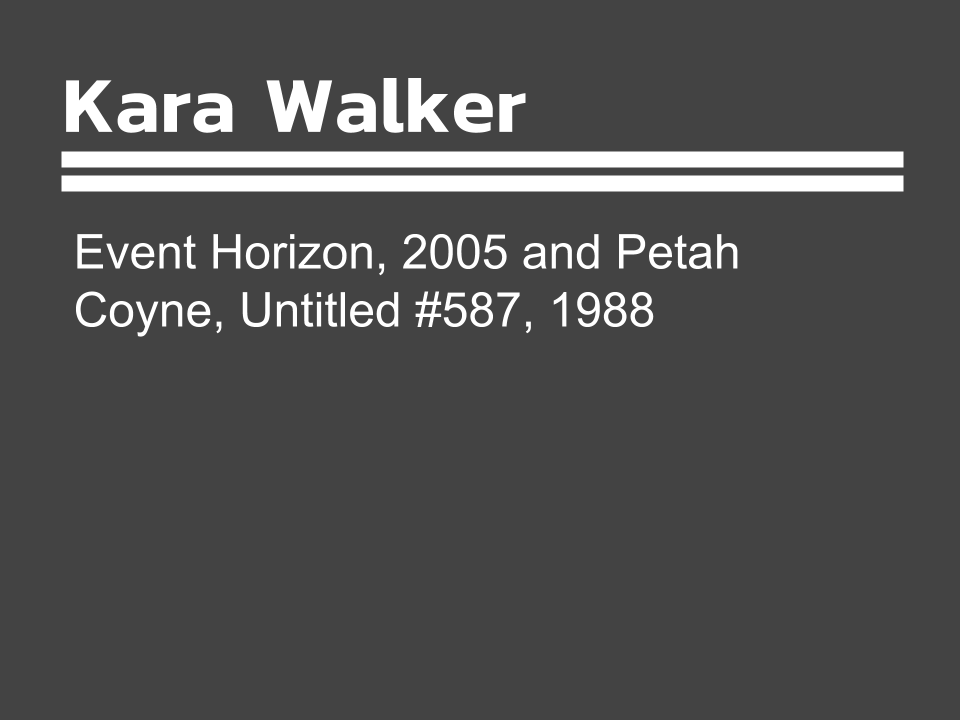 Kara Walker
Event Horizon, 2005 and Petah
Coyne, Untitled #587, 1988